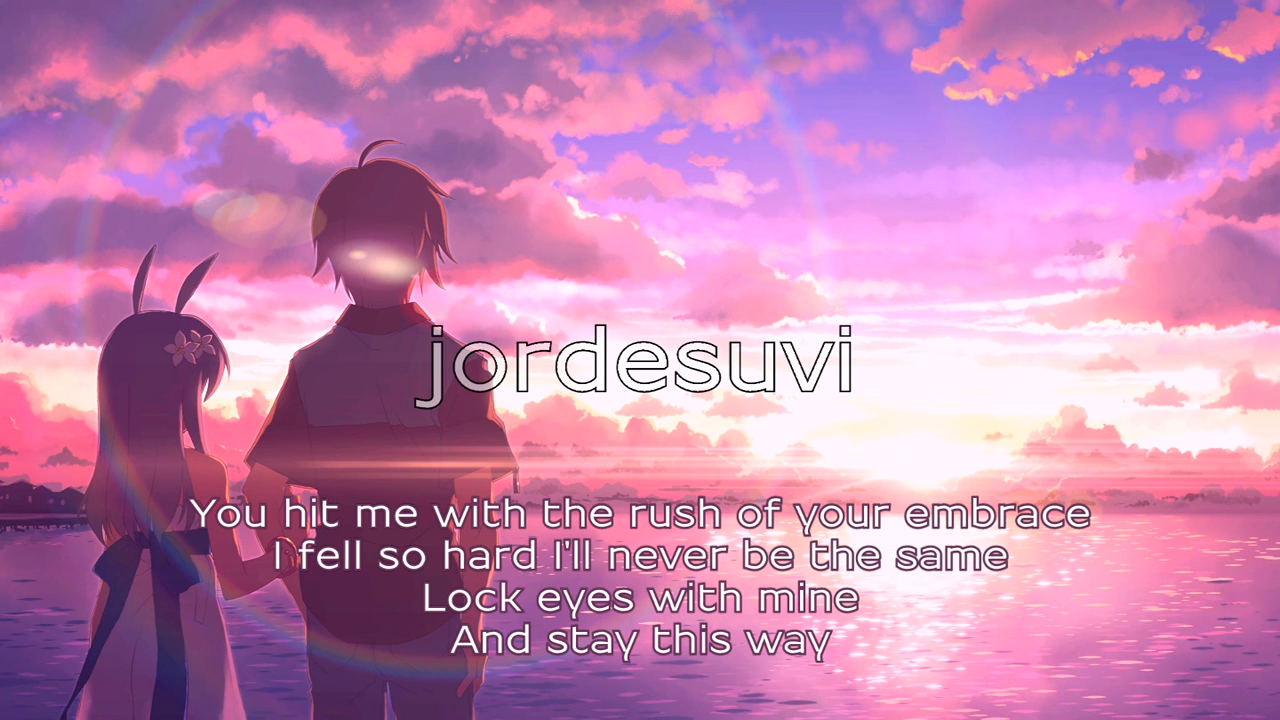 jordesuvi
You hit me with the rush of your embrace
I fell so hard I'll never be the same
Lock eyes with mine
And stay this way